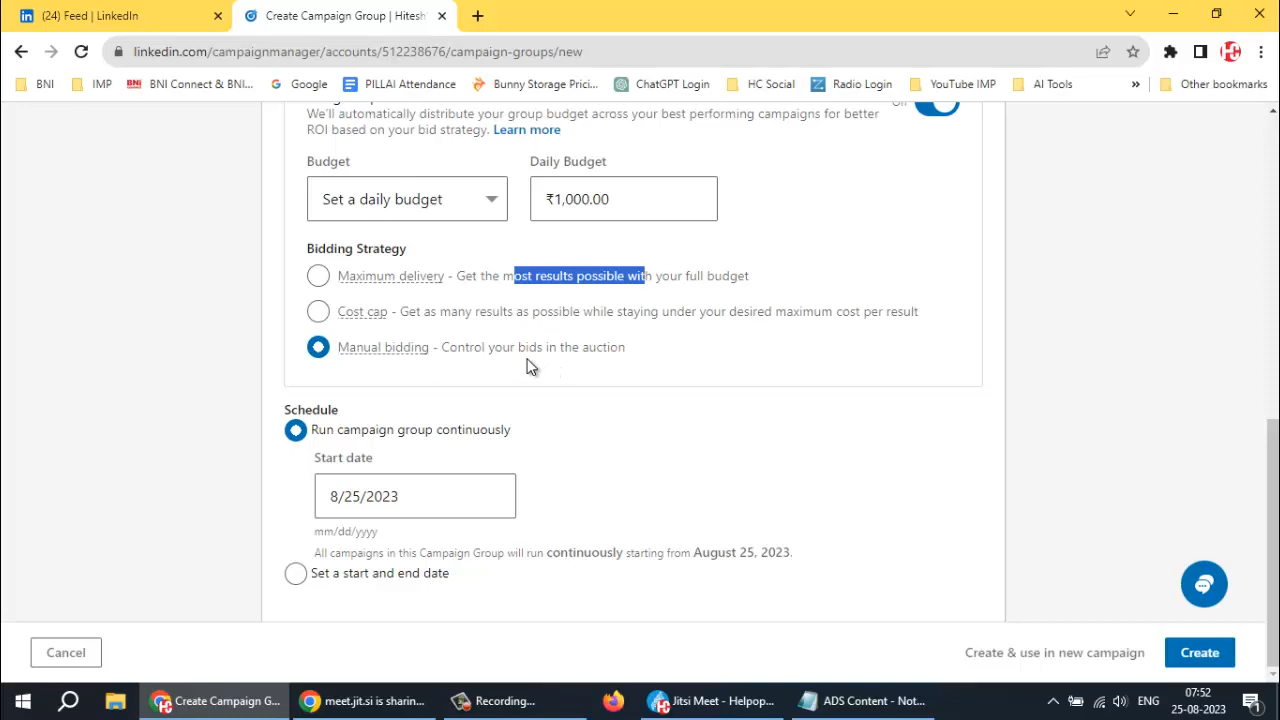 (24) Feed | LinkedIn
Create Campaign Group | Hitesh
linkedin.com/campaignmanager/accounts/512238676/campaign-groups/new
BNI
IMP
BNI Connect & BNI...
Google
PILLAI Attendance
Bunny Storage Prici...
ChatGPT Login
HC Social
Radio Login
YouTube IMP
AI Tools
»
Other bookmarks
We'll automatically distribute your group budget across your best performing campaigns for better
ROI based on your bid strategy. Learn more
Budget
Daily Budget
Set a daily budget
₹1,000.00
Bidding Strategy
Maximum delivery - Get the most results possible with your full budget
Cost cap - Get as many results as possible while staying under your desired maximum cost per result
Manual bidding - Control your bids in the auction
Schedule
Run campaign group continuously
Start date
8/25/2023
mm/dd/yyyy
All campaigns in this Campaign Group will run continuously starting from August 25, 2023.
Set a start and end date
Cancel
Create & use in new campaign
Create
Create Campaign G...
meet.jit.si is sharin...
Recording...
Jitsi Meet - Helpop...
ADS Content - Not...
ENG
07:52
25-08-2023
1